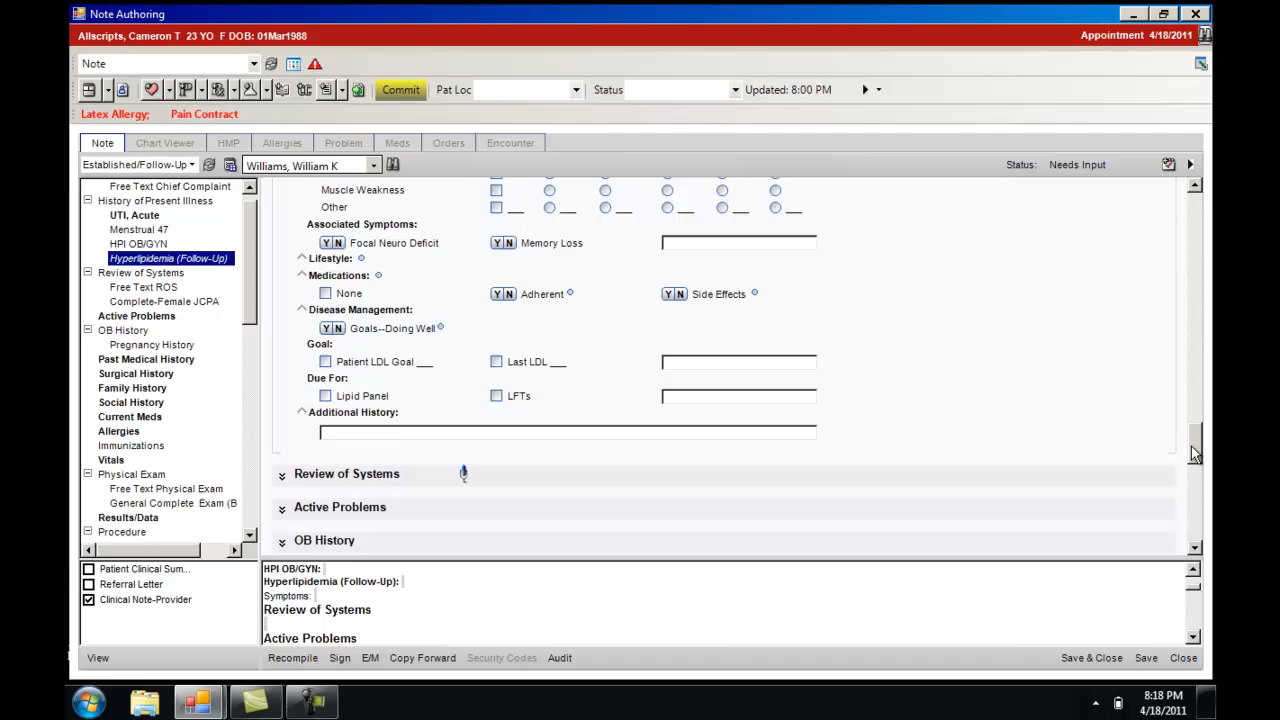 Note Authoring
Allscripts, Cameron T 23 YO F DOB: 01Mar1988
Appointment 4/18/2011
Note
Commit
Pat Loc
Status
Updated: 8:00 PM
Latex Allergy;
Pain Contract
Note
Chart Viewer
HMP
Allergies
Problem
Meds
Orders
Encounter
Established/Follow-Up
Williams, William K
Status: Needs Input
Free Text Chief Complaint
History of Present Illness
UTI, Acute
Menstrual 47
HPI OB/GYN
Hyperlipidemia (Follow-Up)
Review of Systems
Free Text ROS
Complete-Female JCPA
Active Problems
OB History
Pregnancy History
Past Medical History
Surgical History
Family History
Social History
Current Meds
Allergies
Immunizations
Vitals
Physical Exam
Free Text Physical Exam
General Complete Exam (B
Results/Data
Procedure
Muscle Weakness
Other ___ ___ ___ ___ ___ ___
Associated Symptoms:
Y N Focal Neuro Deficit
Y N Memory Loss
Lifestyle:
Medications:
None
Y N Adherent
Y N Side Effects
Disease Management:
Y N Goals--Doing Well
Goal:
Patient LDL Goal ___
Last LDL ___
Due For:
Lipid Panel
LFTs
Additional History:
Review of Systems
Active Problems
OB History
Patient Clinical Sum...
Referral Letter
Clinical Note-Provider
HPI OB/GYN:
Hyperlipidemia (Follow-Up):
Symptoms:
Review of Systems
Active Problems
View
Recompile
Sign
E/M
Copy Forward
Security Codes
Audit
Save & Close
Save
Close
8:18 PM
4/18/2011